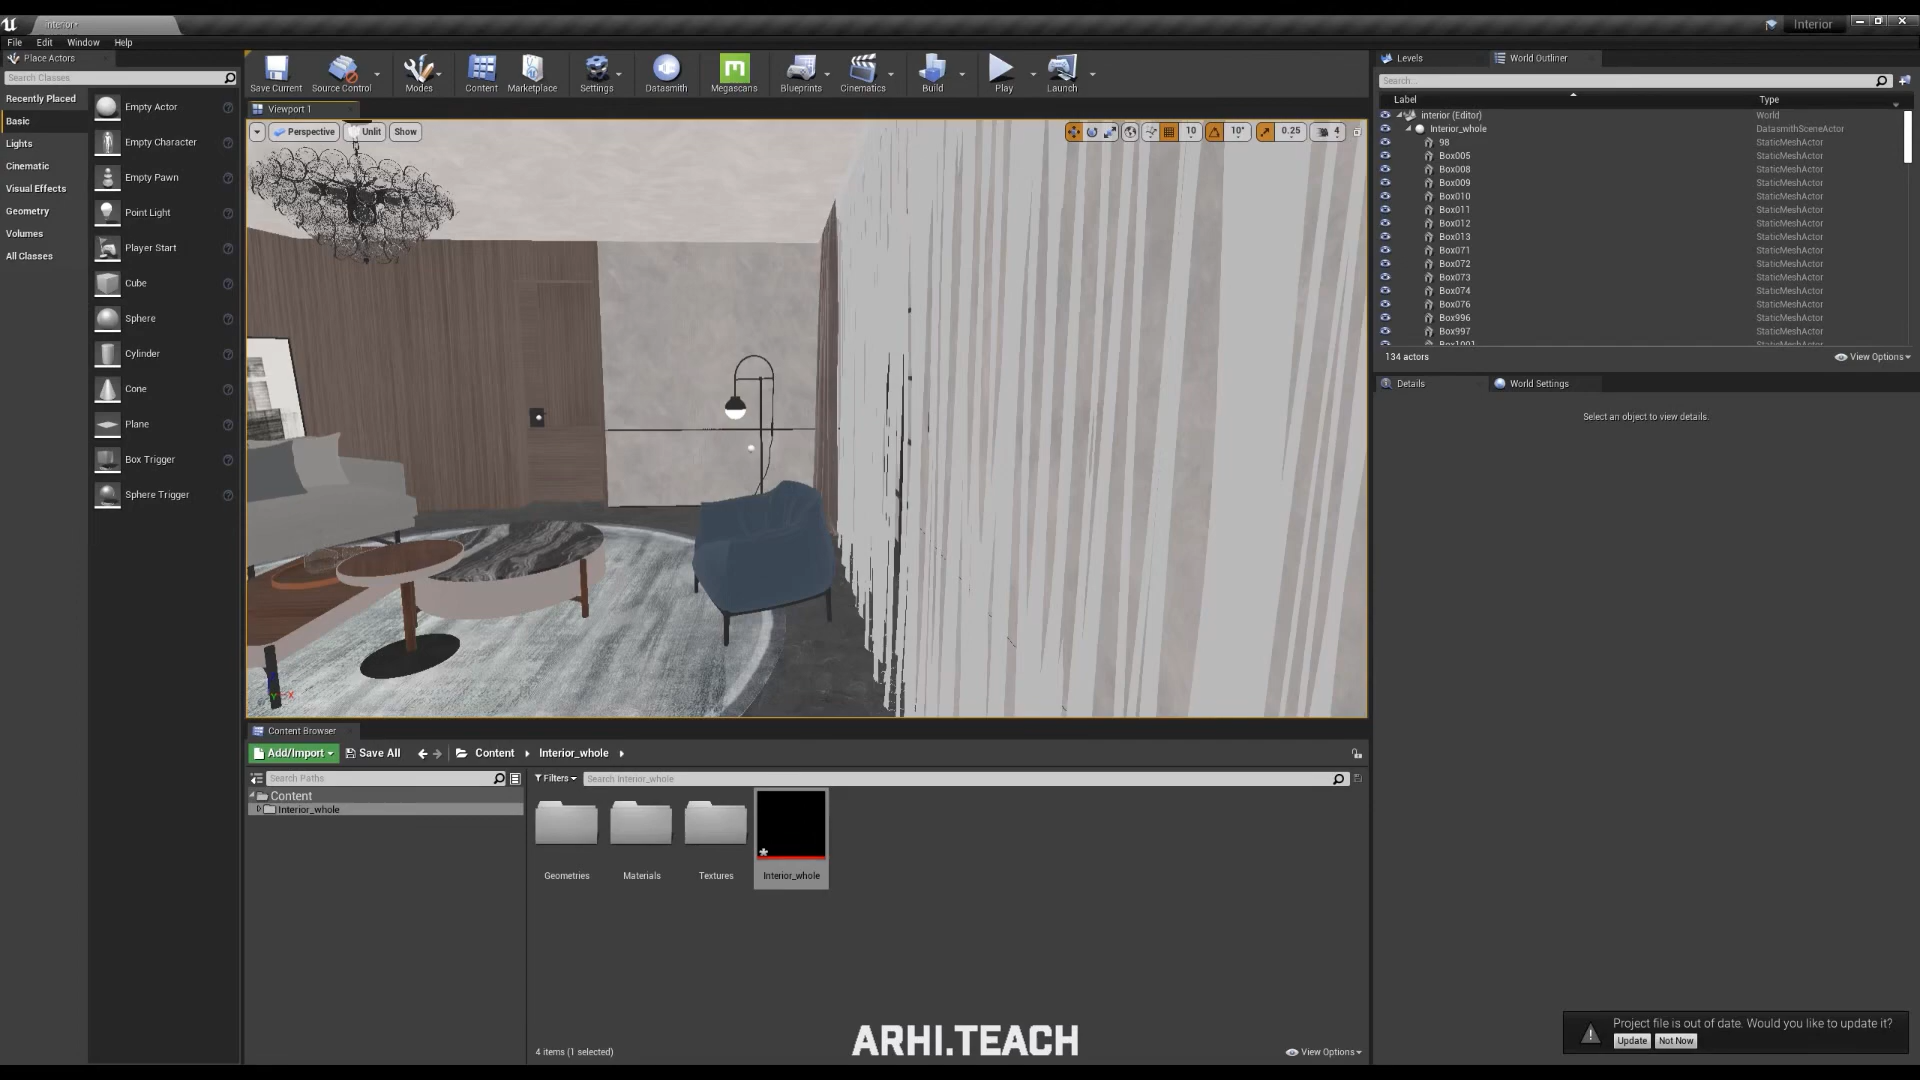 interior*
Interior
File Edit Window Help
Place Actors
Search Classes
Recently Placed
Basic
Lights
Cinematic
Visual Effects
Geometry
Volumes
All Classes
Empty Actor
Empty Character
Empty Pawn
Point Light
Player Start
Cube
Sphere
Cylinder
Cone
Plane
Box Trigger
Sphere Trigger
Save Current Source Control Modes Content Marketplace Settings Datasmith Megascans Blueprints Cinematics Build Play Launch
Viewport 1
Perspective Unlit Show
10 10° 0.25 4
Levels World Outliner
Search...
Label Type
interior (Editor) World
Interior_whole DatasmithSceneActor
98 StaticMeshActor
Box005 StaticMeshActor
Box008 StaticMeshActor
Box009 StaticMeshActor
Box010 StaticMeshActor
Box011 StaticMeshActor
Box012 StaticMeshActor
Box013 StaticMeshActor
Box071 StaticMeshActor
Box072 StaticMeshActor
Box073 StaticMeshActor
Box074 StaticMeshActor
Box076 StaticMeshActor
Box996 StaticMeshActor
Box997 StaticMeshActor
Box1001
134 actors View Options
Details World Settings
Select an object to view details.
Content Browser
Add/Import Save All Content Interior_whole
Search Paths
Filters Search Interior_whole
Content
Interior_whole
Geometries Materials Textures Interior_whole
4 items (1 selected) View Options
ARHI.TEACH
Project file is out of date. Would you like to update it?
Update Not Now